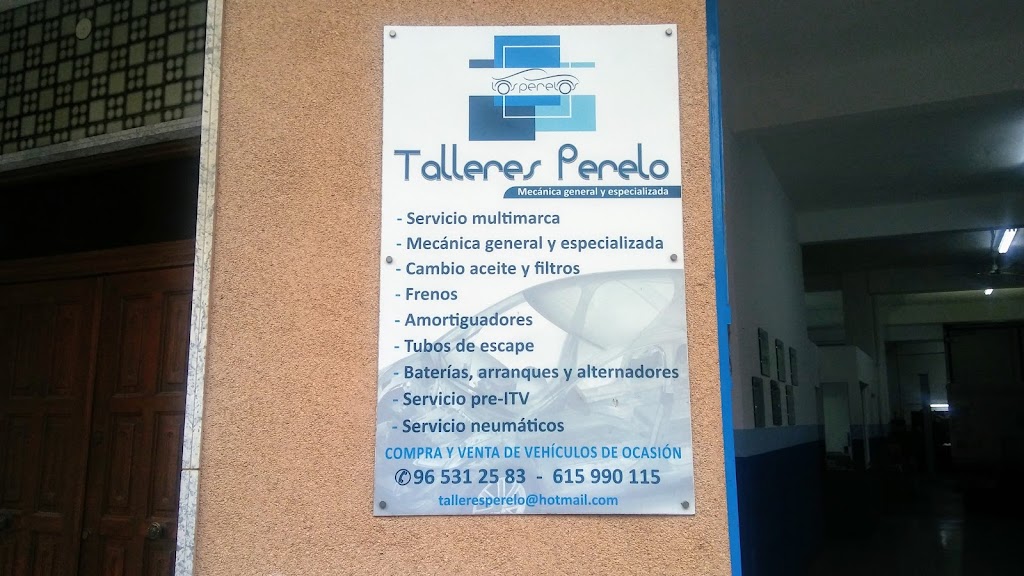 los perelos
Talleres Perelo
Mecánica general y especializada
- Servicio multimarca
- Mecánica general y especializada
- Cambio aceite y filtros
- Frenos
- Amortiguadores
- Tubos de escape
- Baterías, arranques y alternadores
- Servicio pre-ITV
- Servicio neumáticos
COMPRA Y VENTA DE VEHÍCULOS DE OCASIÓN
✆96 531 25 83 - 615 990 115
talleresperelo@hotmail.com